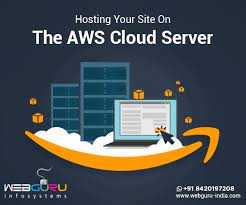 Hosting Your Site On
The AWS Cloud Server
WEBGURU
infosystems
+91 8420197208
www.webguru-india.com